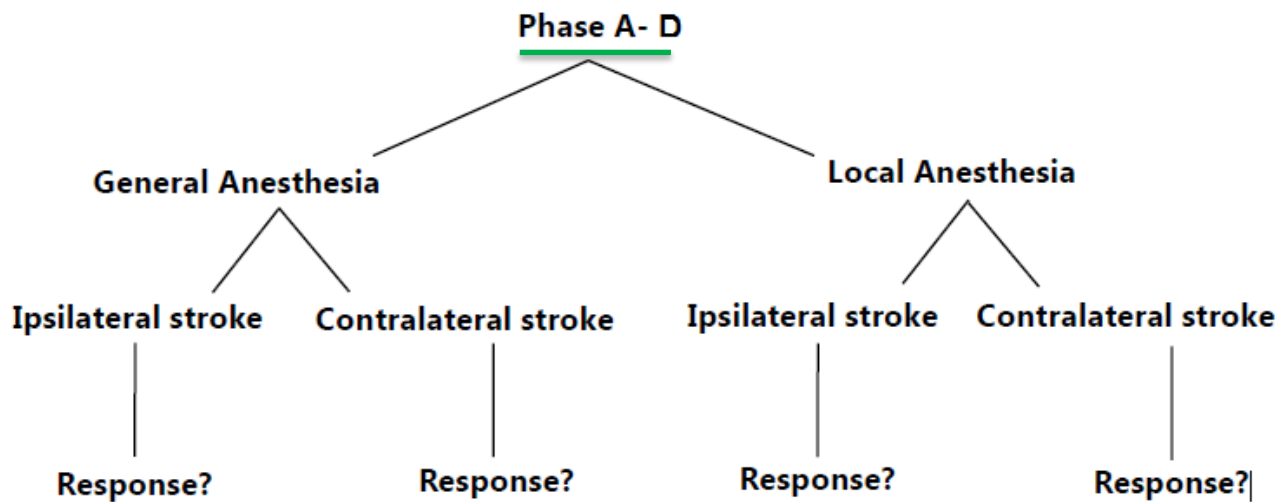 Phase A- D
General Anesthesia
Local Anesthesia
Ipsilateral stroke
Contralateral stroke
Ipsilateral stroke
Contralateral stroke
Response?
Response?
Response?
Response?